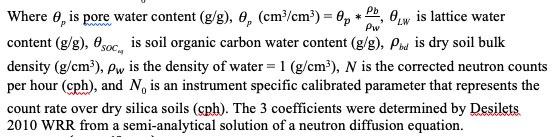 Where θₚ is pore water content (g/g), θᵥ (cm³/cm³) = θₚ * ρb/ρw, θLW is lattice water
content (g/g), θSOCeq is soil organic carbon water content (g/g), ρbd is dry soil bulk
density (g/cm³), ρw is the density of water = 1 (g/cm³), N is the corrected neutron counts
per hour (cph), and N₀ is an instrument specific calibrated parameter that represents the
count rate over dry silica soils (cph). The 3 coefficients were determined by Desilets
2010 WRR from a semi-analytical solution of a neutron diffusion equation.